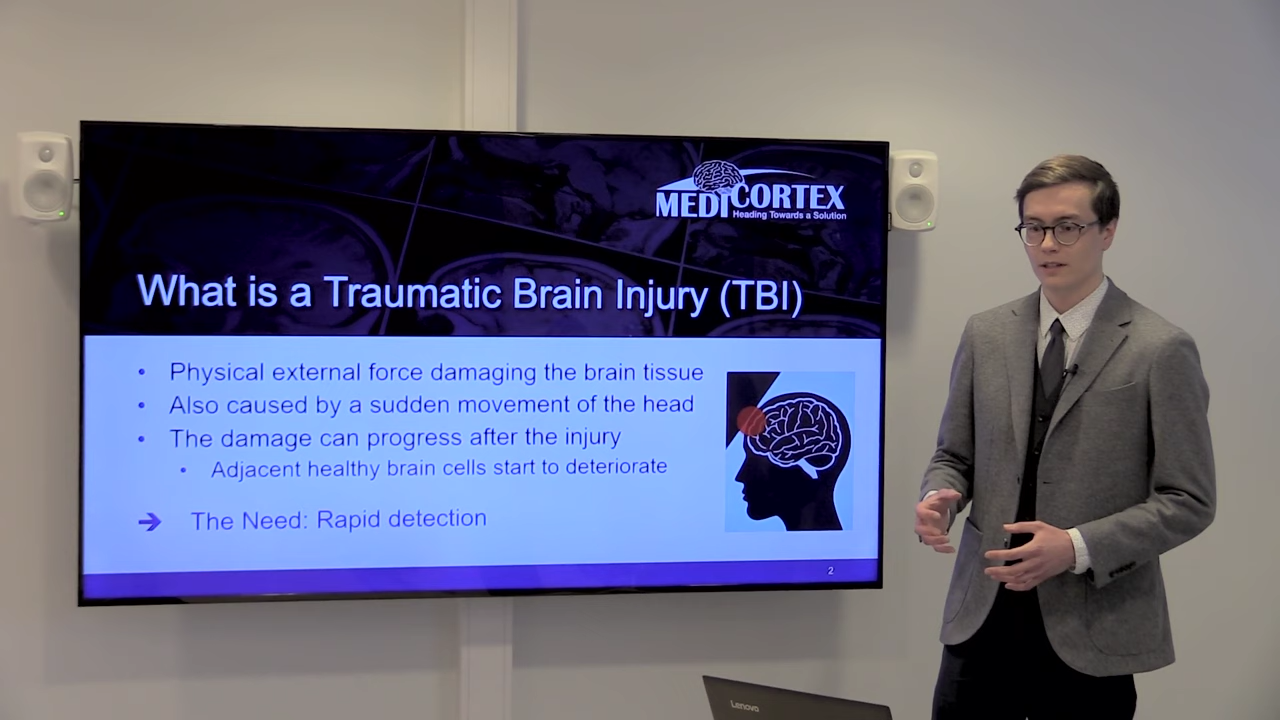 MEDICORTEX
Heading Towards a Solution
What is a Traumatic Brain Injury (TBI)
• Physical external force damaging the brain tissue
• Also caused by a sudden movement of the head
• The damage can progress after the injury
• Adjacent healthy brain cells start to deteriorate
➔ The Need: Rapid detection
2
Lenovo